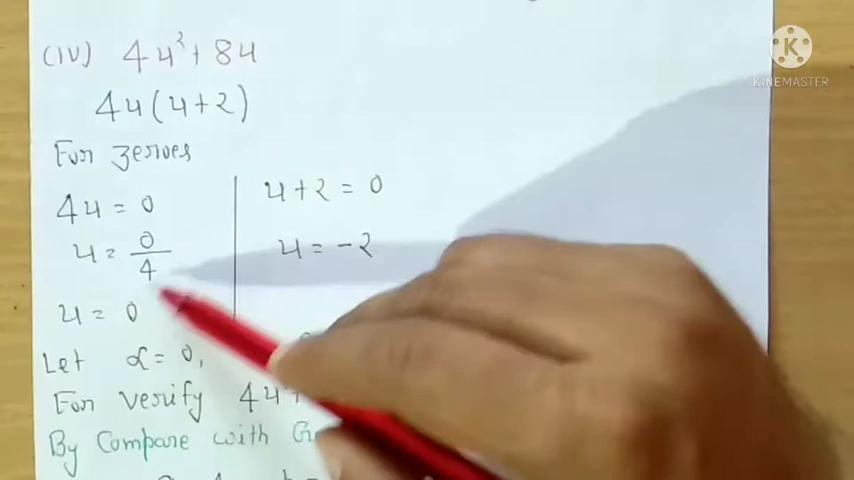 (iv) 4u² + 8u
4u(u+2)
For zeroes
4u = 0
u = 0/4
u = 0
u+2 = 0
u = -2
Let α = 0,
For verify 4u
By Compare with
K
KINEMASTER